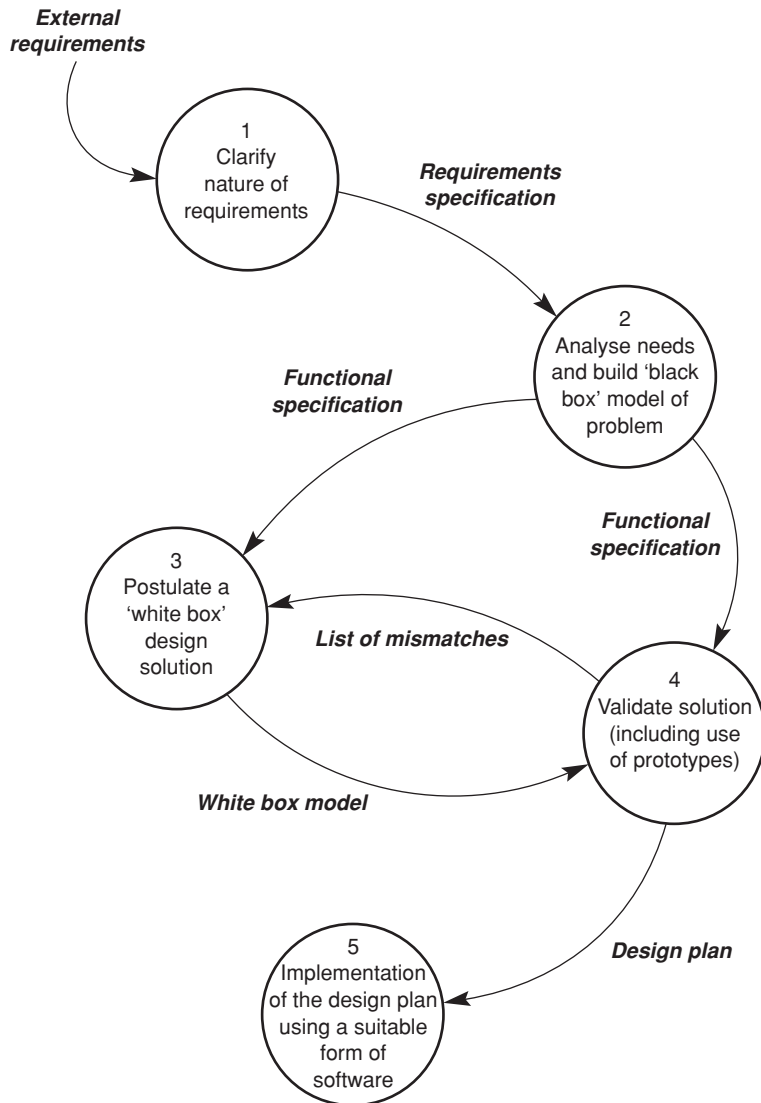 External
requirements
1
Clarify
nature of
requirements
Requirements
specification
2
Analyse needs
and build ‘black
box’ model of
problem
Functional
specification
Functional
specification
3
Postulate a
‘white box’
design
solution
List of mismatches
4
Validate solution
(including use
of prototypes)
White box model
Design plan
5
Implementation
of the design plan
using a suitable
form of
software